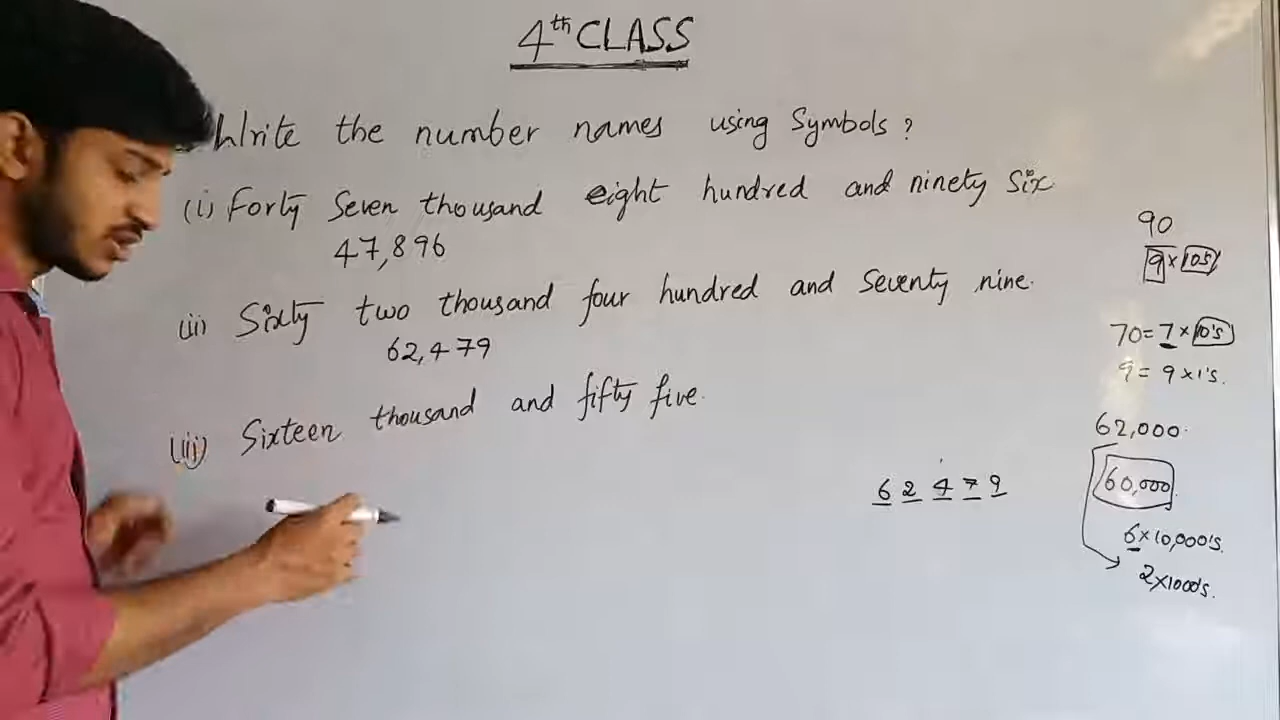 4th CLASS
Write the number names using Symbols?
(i) Forty Seven thousand eight hundred and ninety Six
47,896
(ii) Sixty two thousand four hundred and Seventy nine.
62,479
(iii) Sixteen thousand and fifty five.
90
9×10s
70=7×10's
9=9×1's.
62,000.
60,000.
6×10,000's.
2×1000's.
6 2 4 7 9